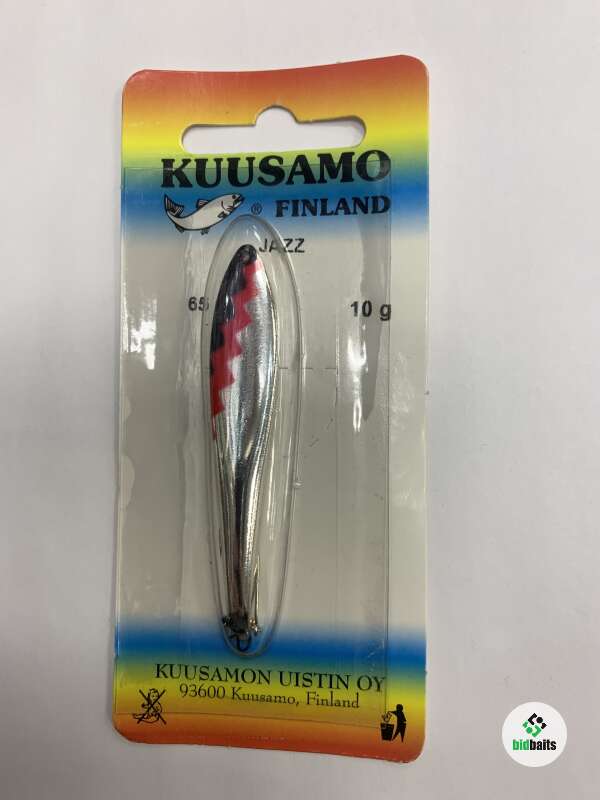 KUUSAMO
® FINLAND
JAZZ
65
10 g
KUUSAMON UISTIN OY
93600 Kuusamo, Finland
bidbaits